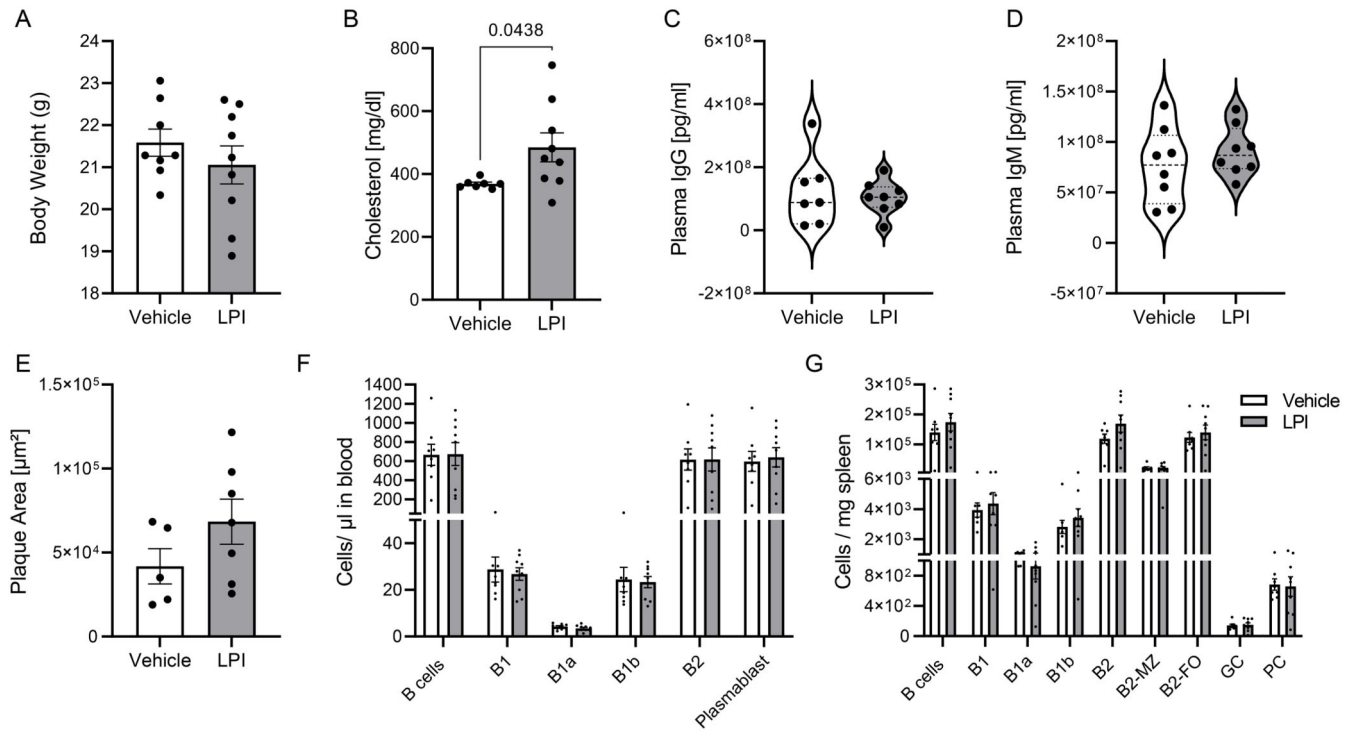 A
Body Weight (g)
24
23
22
21
20
19
18
Vehicle
LPI
B
Cholesterol [mg/dl]
0.0438
800
600
400
200
0
Vehicle
LPI
C
Plasma IgG [pg/ml]
6×10⁸
4×10⁸
2×10⁸
0
-2×10⁸
Vehicle
LPI
D
Plasma IgM [pg/ml]
2×10⁸
1.5×10⁸
1×10⁸
5×10⁷
0
-5×10⁷
Vehicle
LPI
E
Plaque Area [µm²]
1.5×10⁵
1×10⁵
5×10⁴
0
Vehicle
LPI
F
Cells/ µl in blood
1400
1200
1000
800
600
400
200
40
20
0
B cells
B1
B1a
B1b
B2
Plasmablast
G
Cells / mg spleen
3×10⁵
2×10⁵
1×10⁵
6×10³
4×10³
2×10³
8×10²
4×10²
0
B cells
B1
B1a
B1b
B2
B2-MZ
B2-FO
GC
PC
Vehicle
LPI